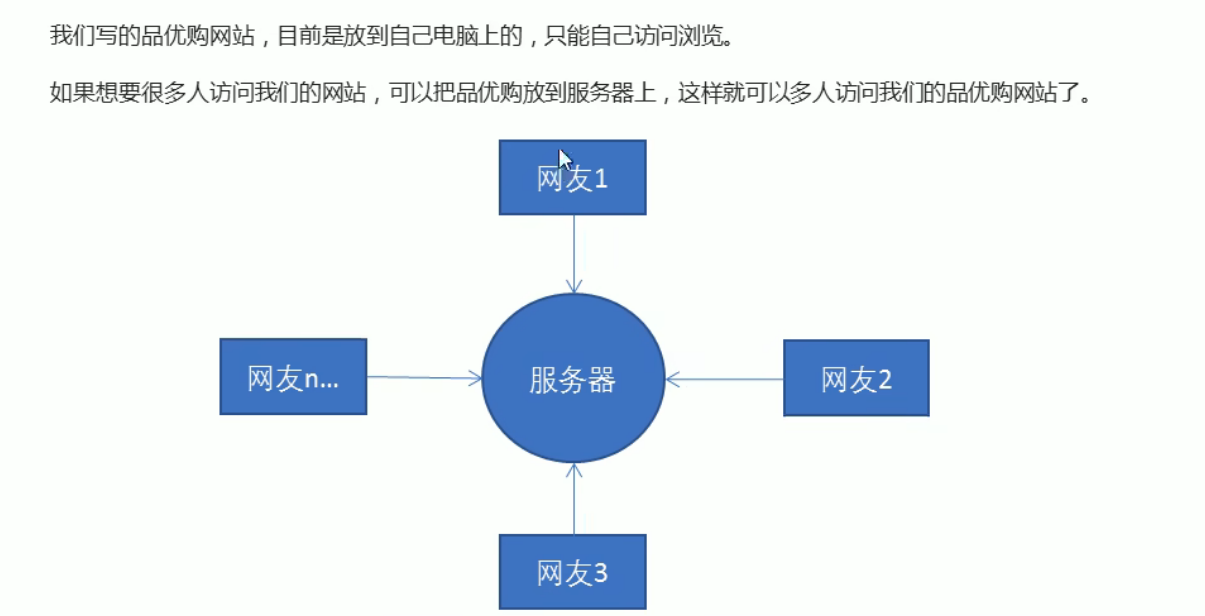 我们写的品优购网站，目前是放到自己电脑上的，只能自己访问浏览。
如果想要很多人访问我们的网站，可以把品优购放到服务器上，这样就可以多人访问我们的品优购网站了。
网友1
网友n...
服务器
网友2
网友3